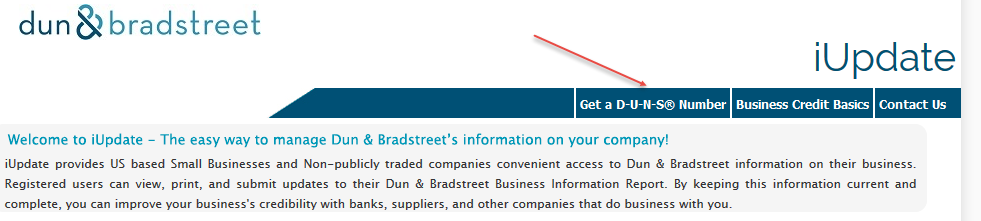 dun & bradstreet
iUpdate
Get a D-U-N-S® Number Business Credit Basics Contact Us
Welcome to iUpdate - The easy way to manage Dun & Bradstreet's information on your company!
iUpdate provides US based Small Businesses and Non-publicly traded companies convenient access to Dun & Bradstreet information on their business.
Registered users can view, print, and submit updates to their Dun & Bradstreet Business Information Report. By keeping this information current and
complete, you can improve your business's credibility with banks, suppliers, and other companies that do business with you.